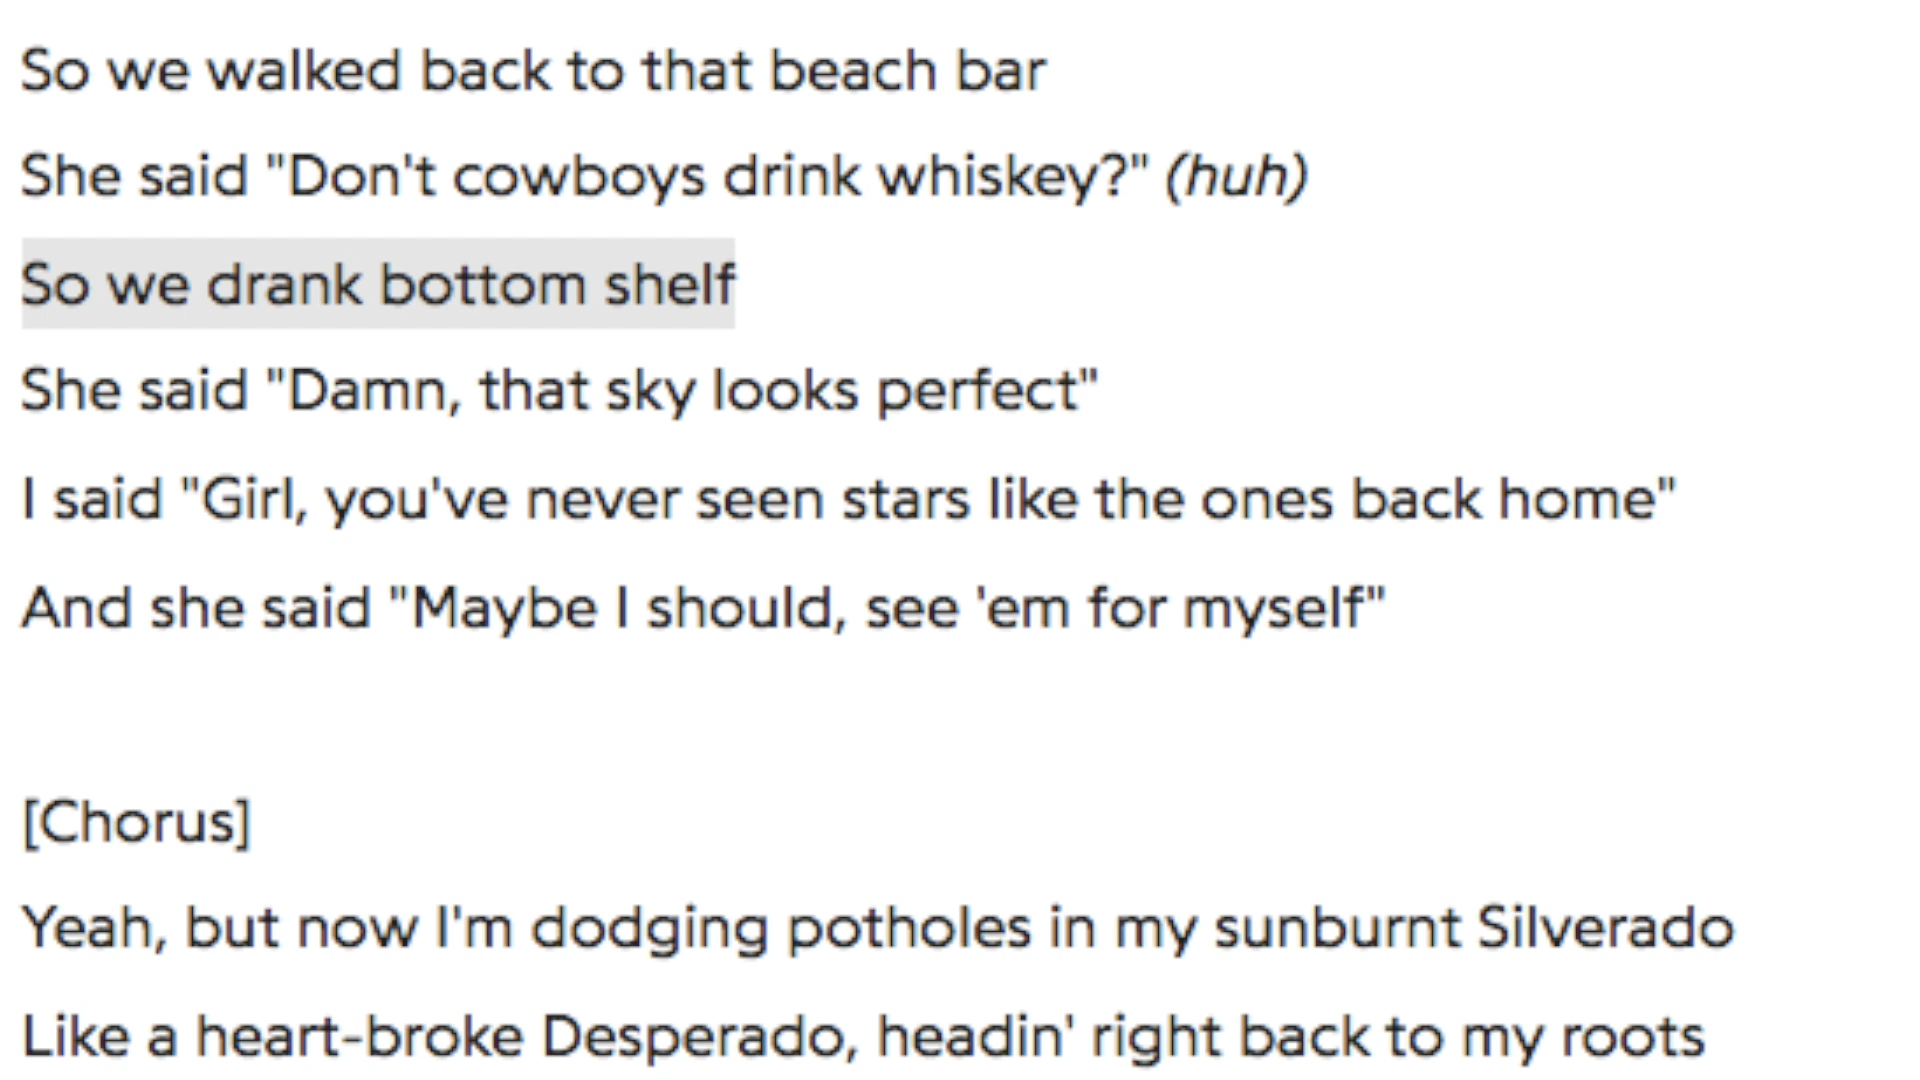 So we walked back to that beach bar
She said "Don't cowboys drink whiskey?" (huh)
So we drank bottom shelf
She said "Damn, that sky looks perfect"
I said "Girl, you've never seen stars like the ones back home"
And she said "Maybe I should, see 'em for myself"
[Chorus]
Yeah, but now I'm dodging potholes in my sunburnt Silverado
Like a heart-broke Desperado, headin' right back to my roots